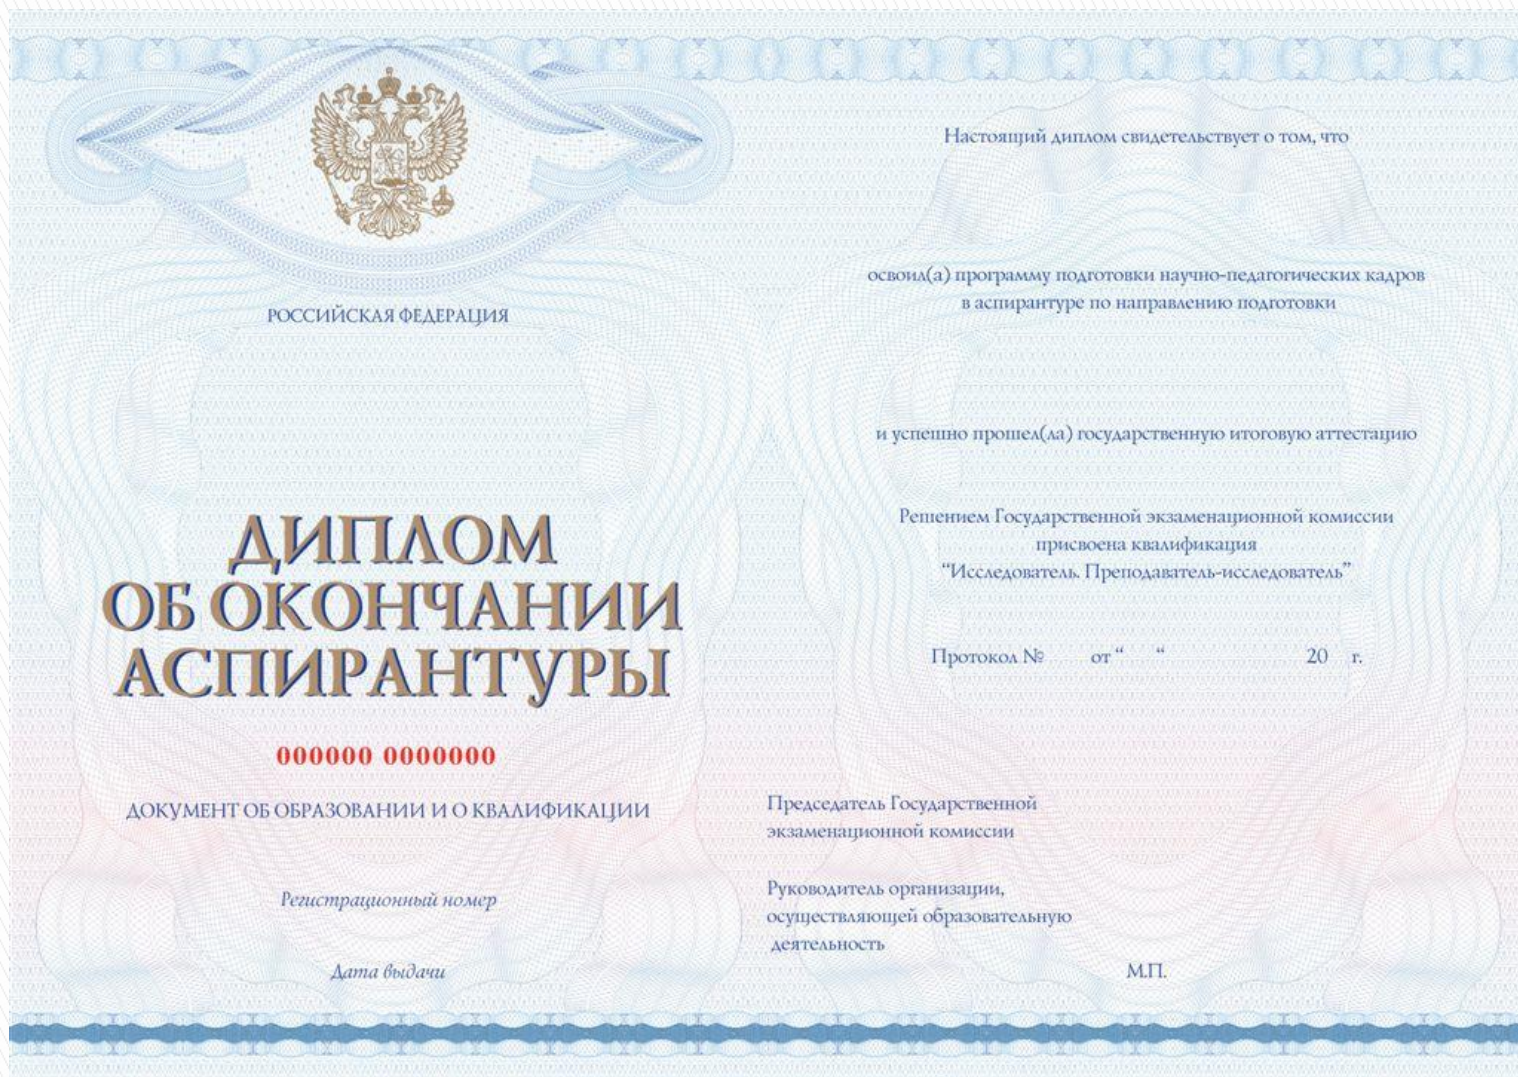 РОССИЙСКАЯ ФЕДЕРАЦИЯ
ДИПЛОМ
ОБ ОКОНЧАНИИ
АСПИРАНТУРЫ
000000 0000000
ДОКУМЕНТ ОБ ОБРАЗОВАНИИ И О КВАЛИФИКАЦИИ
Регистрационный номер
Дата выдачи
Настоящий диплом свидетельствует о том, что
освоил(а) программу подготовки научно-педагогических кадров
в аспирантуре по направлению подготовки
и успешно прошел(ла) государственную итоговую аттестацию
Решением Государственной экзаменационной комиссии
присвоена квалификация
“Исследователь. Преподаватель-исследователь”
Протокол № от “ “ 20 г.
Председатель Государственной
экзаменационной комиссии
Руководитель организации,
осуществляющей образовательную
деятельность
М.П.